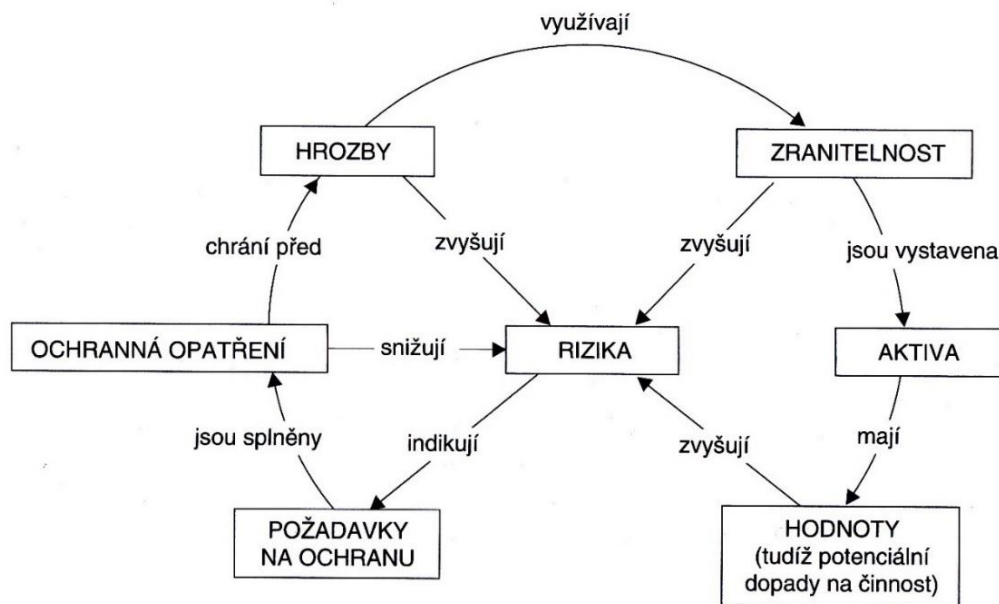 využívají
HROZBY
ZRANITELNOST
chrání před
zvyšují
zvyšují
jsou vystavena
OCHRANNÁ OPATŘENÍ
snižují
RIZIKA
AKTIVA
jsou splněny
indikují
zvyšují
mají
POŽADAVKY
NA OCHRANU
HODNOTY
(tudíž potenciální
dopady na činnost)